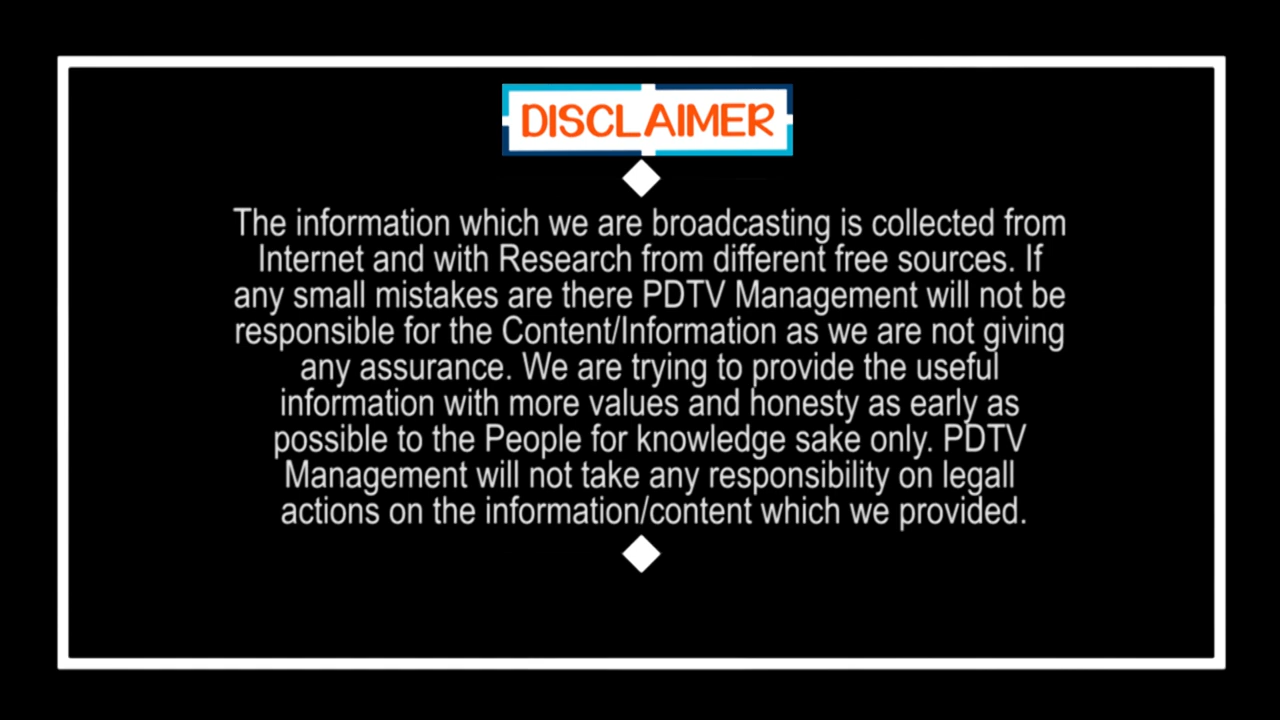 DISCLAIMER
The information which we are broadcasting is collected from
Internet and with Research from different free sources. If
any small mistakes are there PDTV Management will not be
responsible for the Content/Information as we are not giving
any assurance. We are trying to provide the useful
information with more values and honesty as early as
possible to the People for knowledge sake only. PDTV
Management will not take any responsibility on legall
actions on the information/content which we provided.